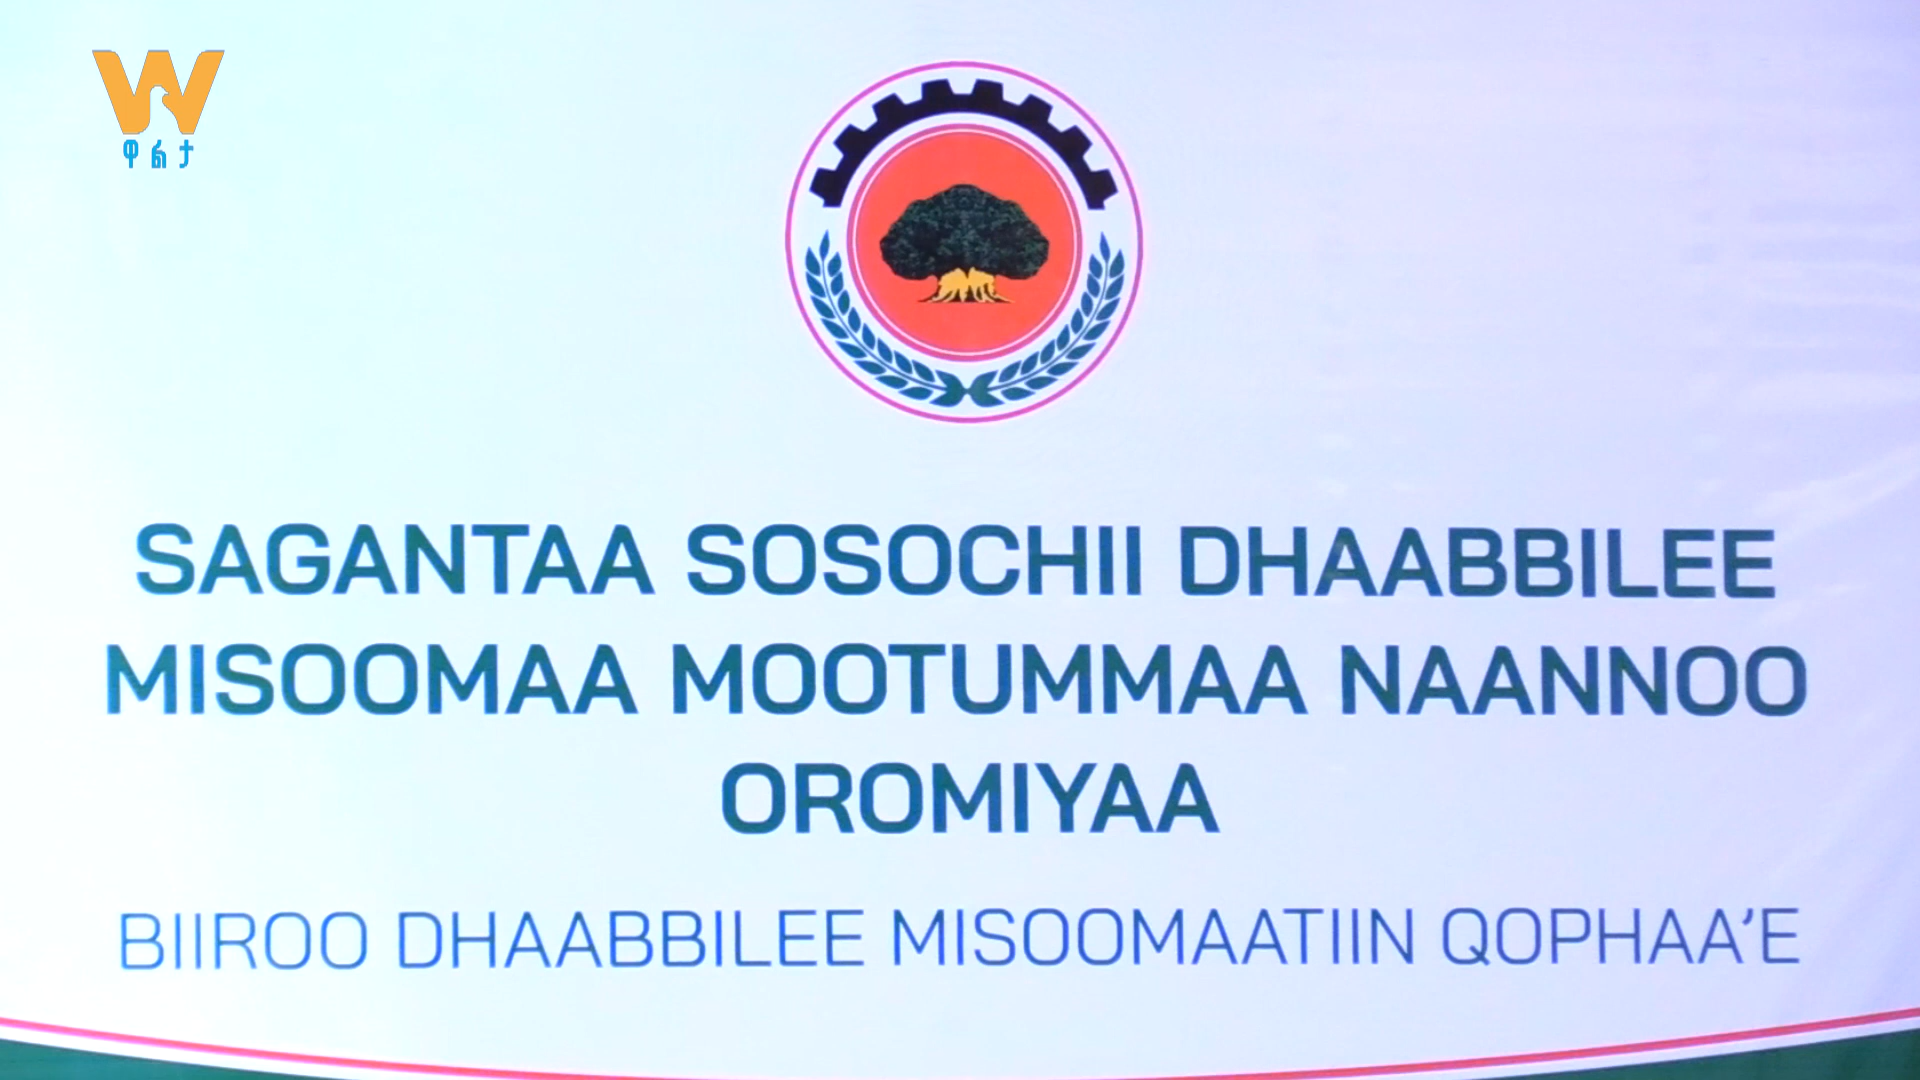 W
ዋልታ
SAGANTAA SOSOCHII DHAABBILEE
MISOOMAA MOOTUMMAA NAANNOO
OROMIYAA
BIIROO DHAABBILEE MISOOMAATIIN QOPHAA'E